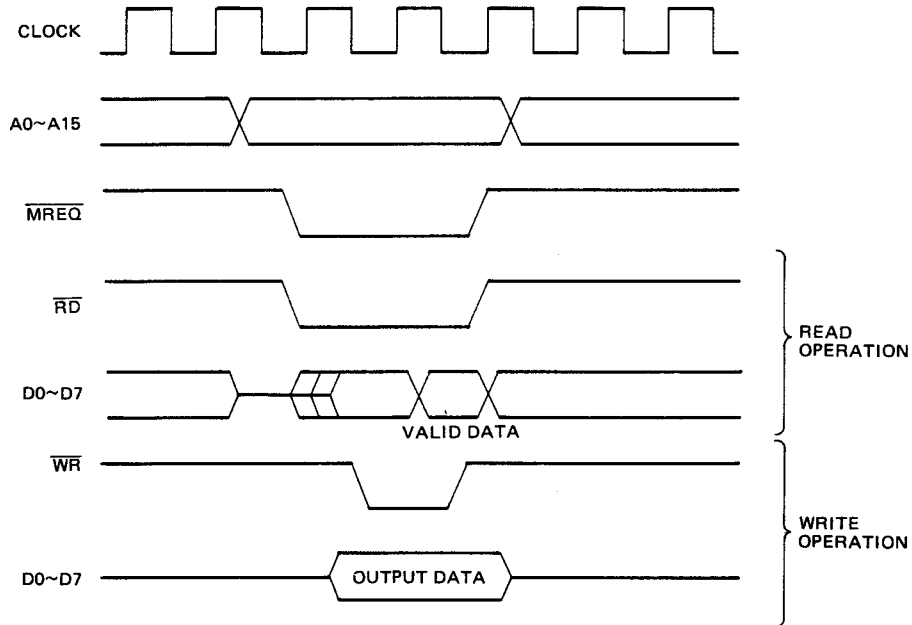 CLOCK
A0~A15
MREQ
RD
READ
OPERATION
D0~D7
VALID DATA
WR
WRITE
OPERATION
D0~D7
OUTPUT DATA